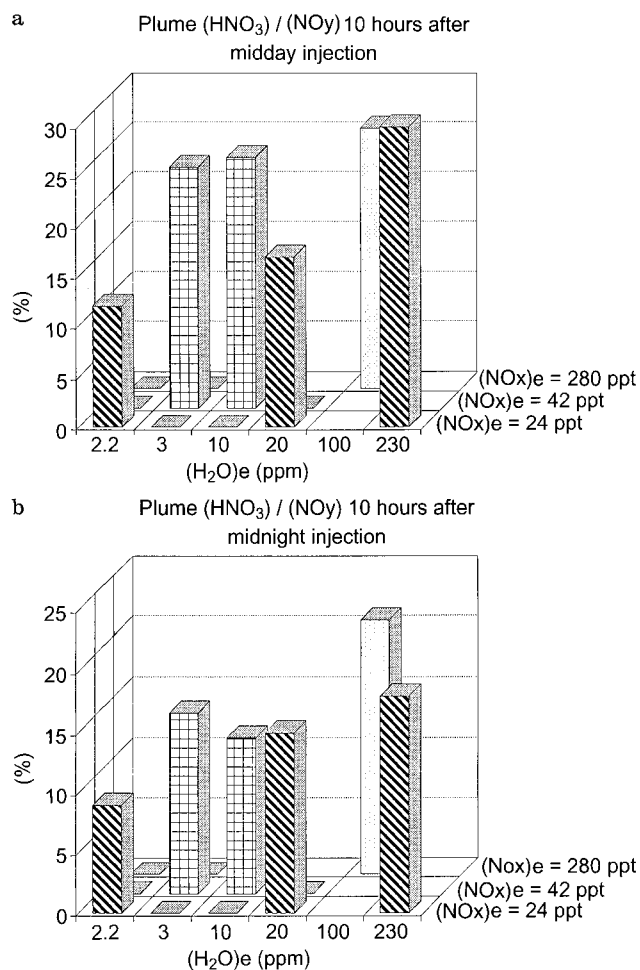 a
Plume (HNO₃) / (NOy) 10 hours after
midday injection
30
25
20
15
10
5
0
(%)
2.2 3 10 20 100 230
(H₂O)e (ppm)
(NOx)e = 280 ppt
(NOx)e = 42 ppt
(NOx)e = 24 ppt
b
Plume (HNO₃) / (NOy) 10 hours after
midnight injection
25
20
15
10
5
0
(%)
2.2 3 10 20 100 230
(H₂O)e (ppm)
(Nox)e = 280 ppt
(NOx)e = 42 ppt
(NOx)e = 24 ppt